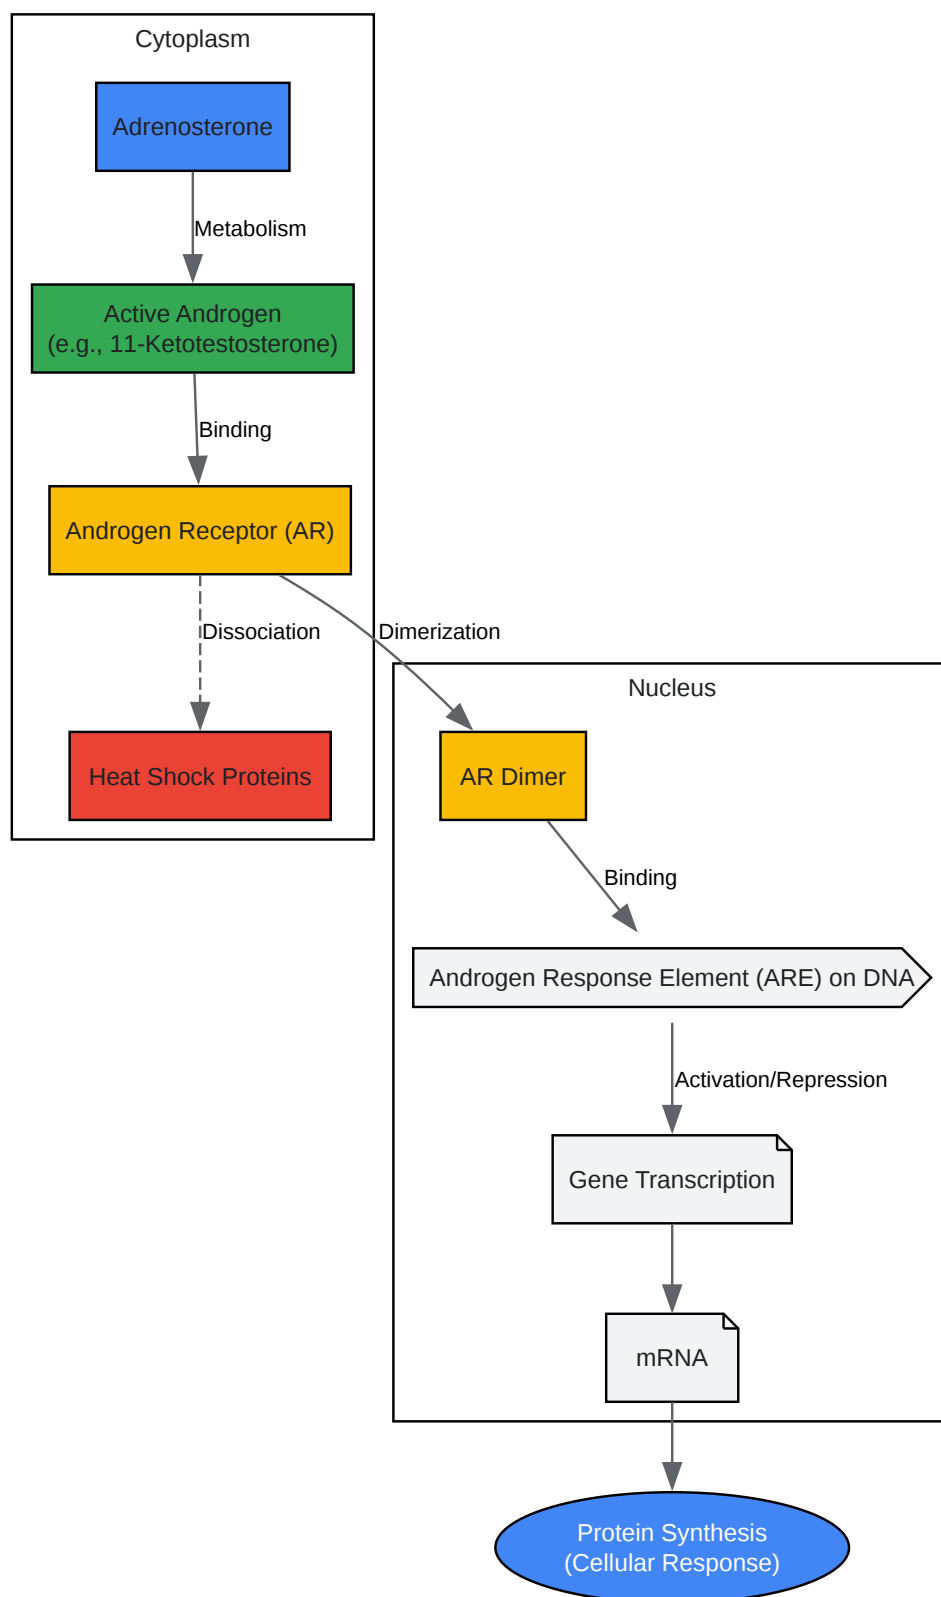 Cytoplasm
Adrenosterone
Metabolism
Active Androgen
(e.g., 11-Ketotestosterone)
Binding
Androgen Receptor (AR)
Dissociation
Dimerization
Heat Shock Proteins
Nucleus
AR Dimer
Binding
Androgen Response Element (ARE) on DNA
Activation/Repression
Gene Transcription
mRNA
Protein Synthesis
(Cellular Response)